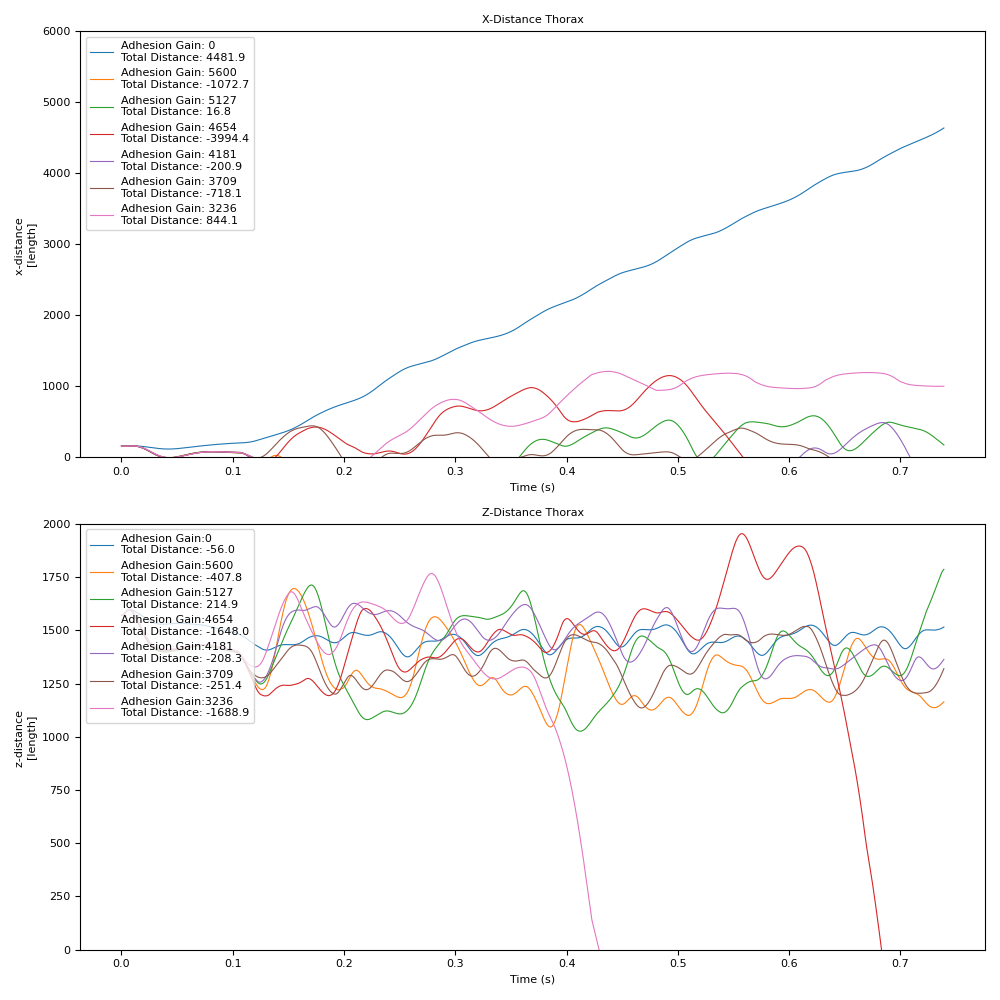 X-Distance Thorax
6000
5000
4000
3000
2000
1000
0
x-distance
[length]
Adhesion Gain: 0
Total Distance: 4481.9
Adhesion Gain: 5600
Total Distance: -1072.7
Adhesion Gain: 5127
Total Distance: 16.8
Adhesion Gain: 4654
Total Distance: -3994.4
Adhesion Gain: 4181
Total Distance: -200.9
Adhesion Gain: 3709
Total Distance: -718.1
Adhesion Gain: 3236
Total Distance: 844.1
0.0 0.1 0.2 0.3 0.4 0.5 0.6 0.7
Time (s)
Z-Distance Thorax
2000
1750
1500
1250
1000
750
500
250
0
z-distance
[length]
Adhesion Gain:0
Total Distance: -56.0
Adhesion Gain:5600
Total Distance: -407.8
Adhesion Gain:5127
Total Distance: 214.9
Adhesion Gain:4654
Total Distance: -1648.0
Adhesion Gain:4181
Total Distance: -208.3
Adhesion Gain:3709
Total Distance: -251.4
Adhesion Gain:3236
Total Distance: -1688.9
0.0 0.1 0.2 0.3 0.4 0.5 0.6 0.7
Time (s)